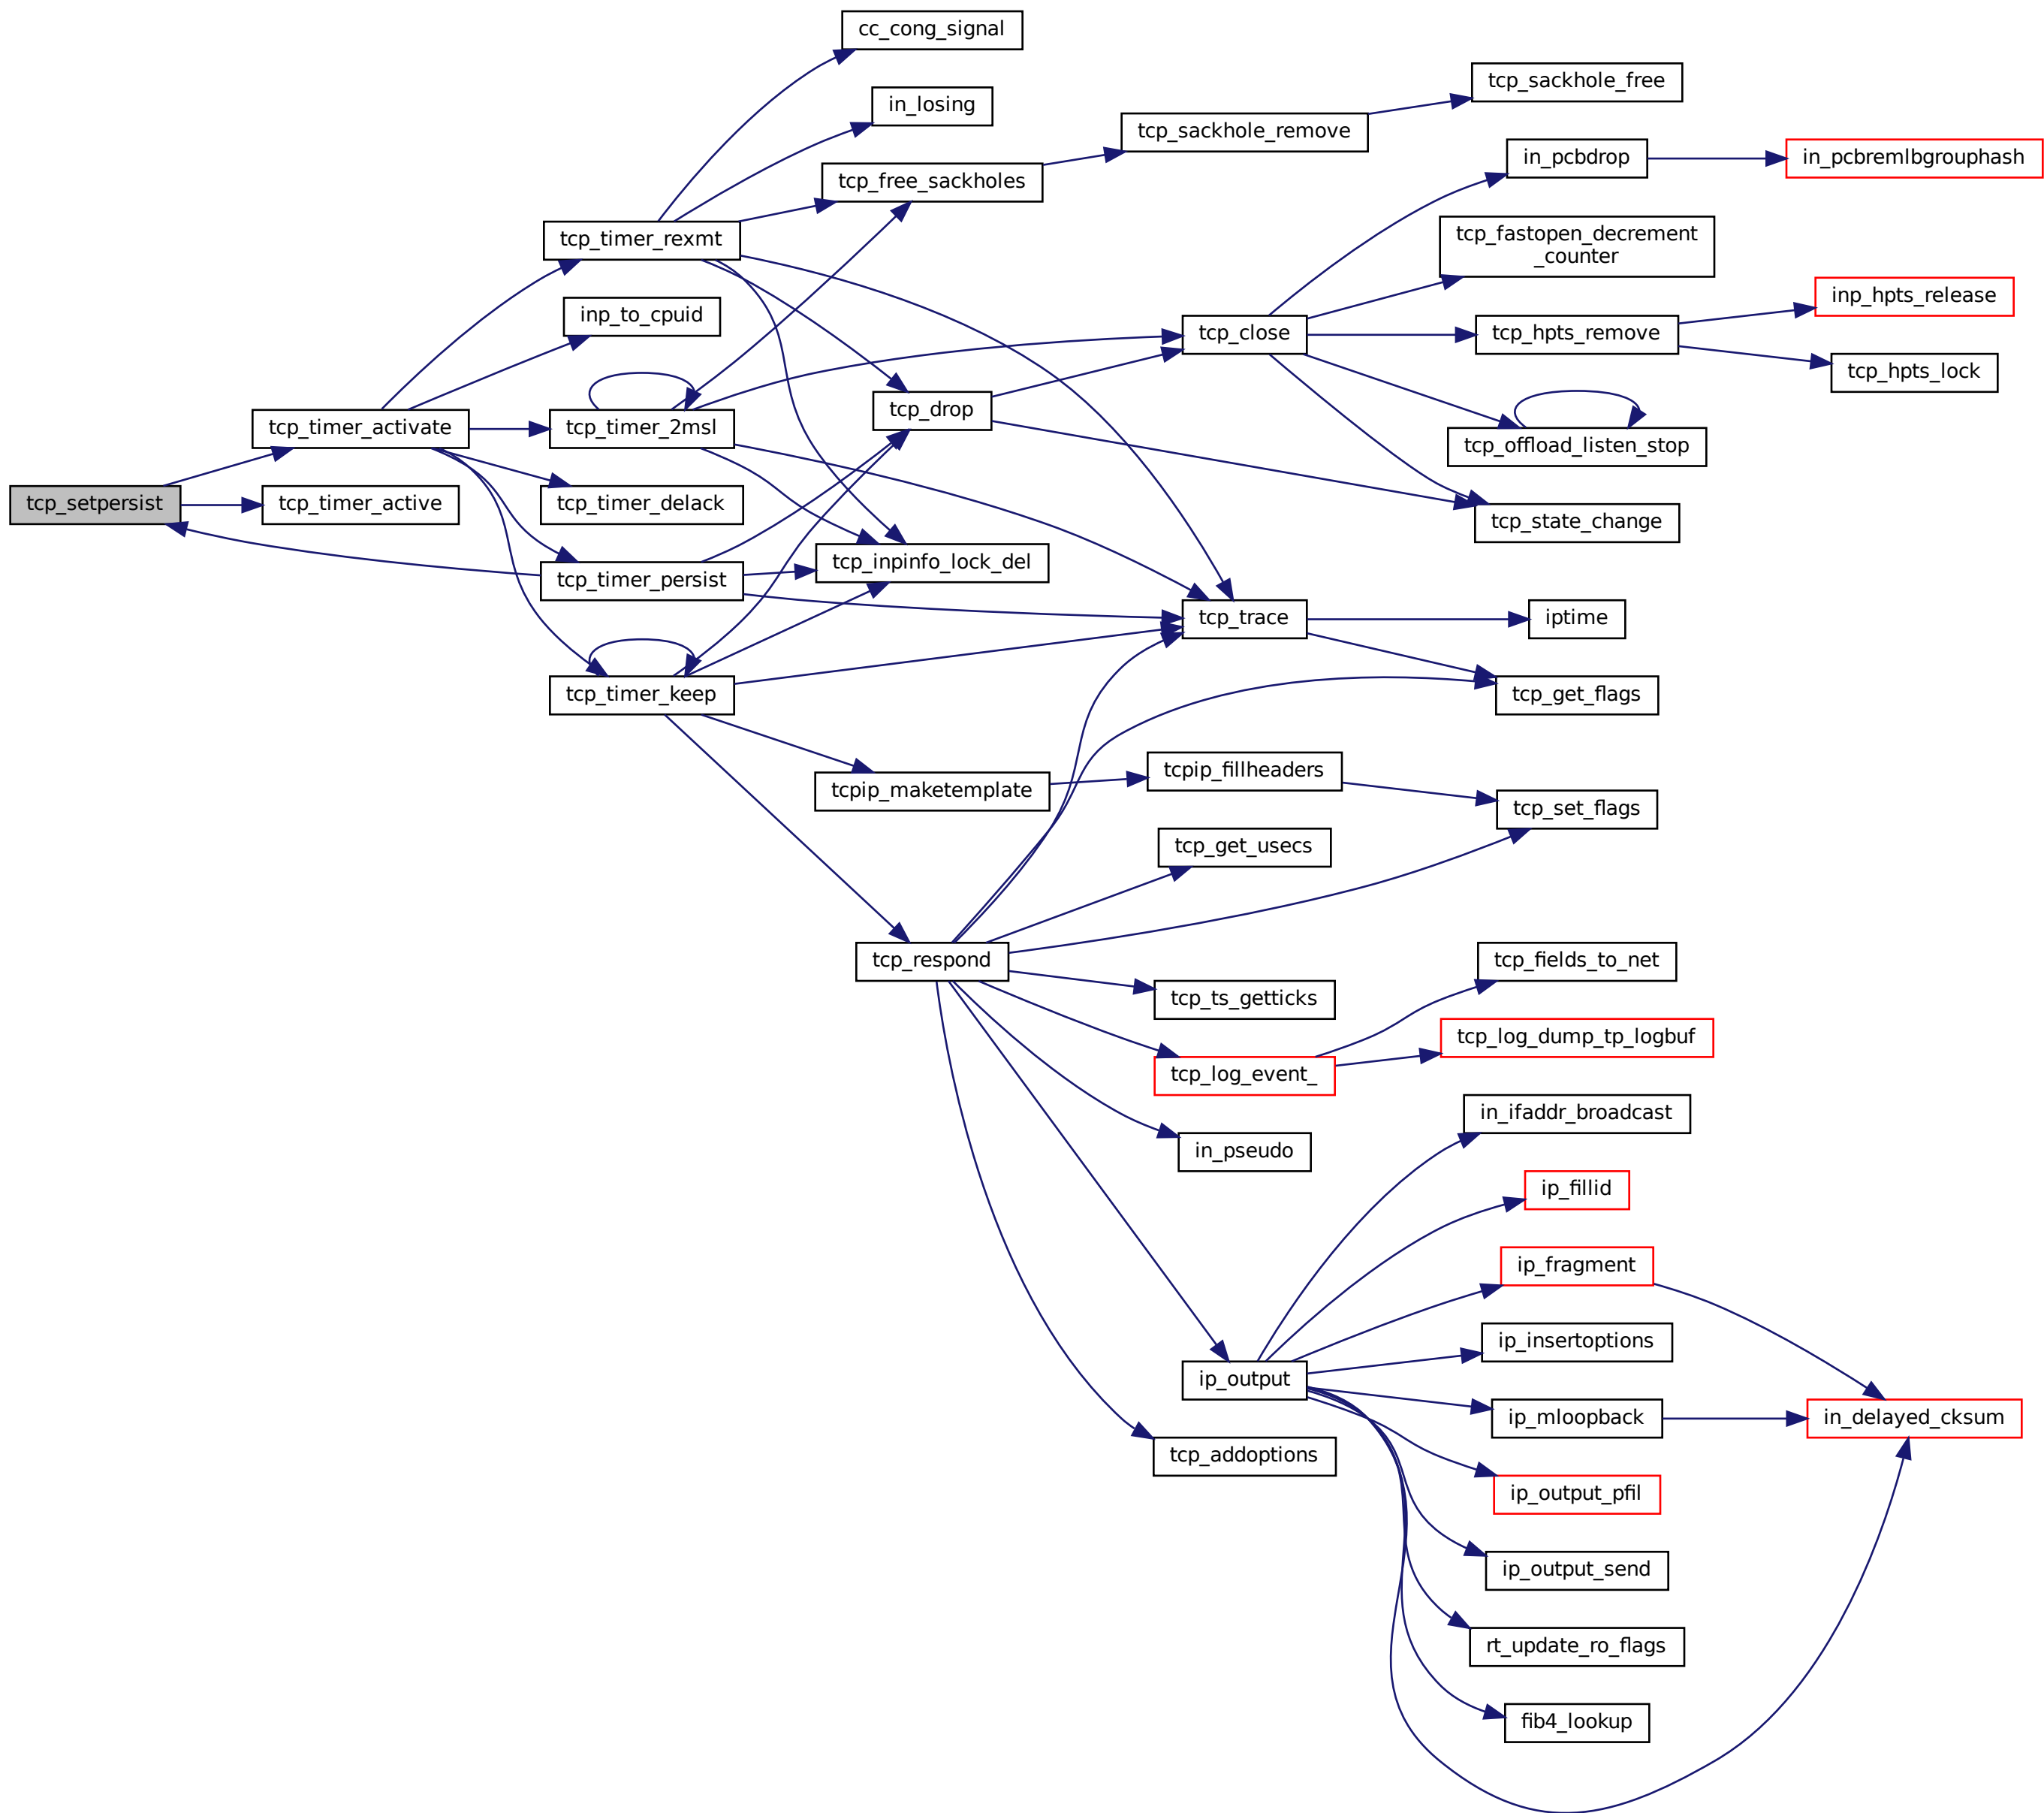 cc_cong_signal
tcp_sackhole_free
in_losing
tcp_sackhole_remove
in_pcbdrop
in_pcbremlbgrouphash
tcp_free_sackholes
tcp_timer_rexmt
tcp_fastopen_decrement
_counter
inp_hpts_release
inp_to_cpuid
tcp_close
tcp_hpts_remove
tcp_hpts_lock
tcp_drop
tcp_timer_activate
tcp_timer_2msl
tcp_offload_listen_stop
tcp_setpersist
tcp_timer_active
tcp_timer_delack
tcp_state_change
tcp_inpinfo_lock_del
tcp_timer_persist
tcp_trace
iptime
tcp_timer_keep
tcp_get_flags
tcpip_fillheaders
tcpip_maketemplate
tcp_set_flags
tcp_get_usecs
tcp_respond
tcp_fields_to_net
tcp_ts_getticks
tcp_log_dump_tp_logbuf
tcp_log_event_
in_ifaddr_broadcast
in_pseudo
ip_fillid
ip_fragment
ip_insertoptions
ip_output
ip_mloopback
in_delayed_cksum
tcp_addoptions
ip_output_pfil
ip_output_send
rt_update_ro_flags
fib4_lookup